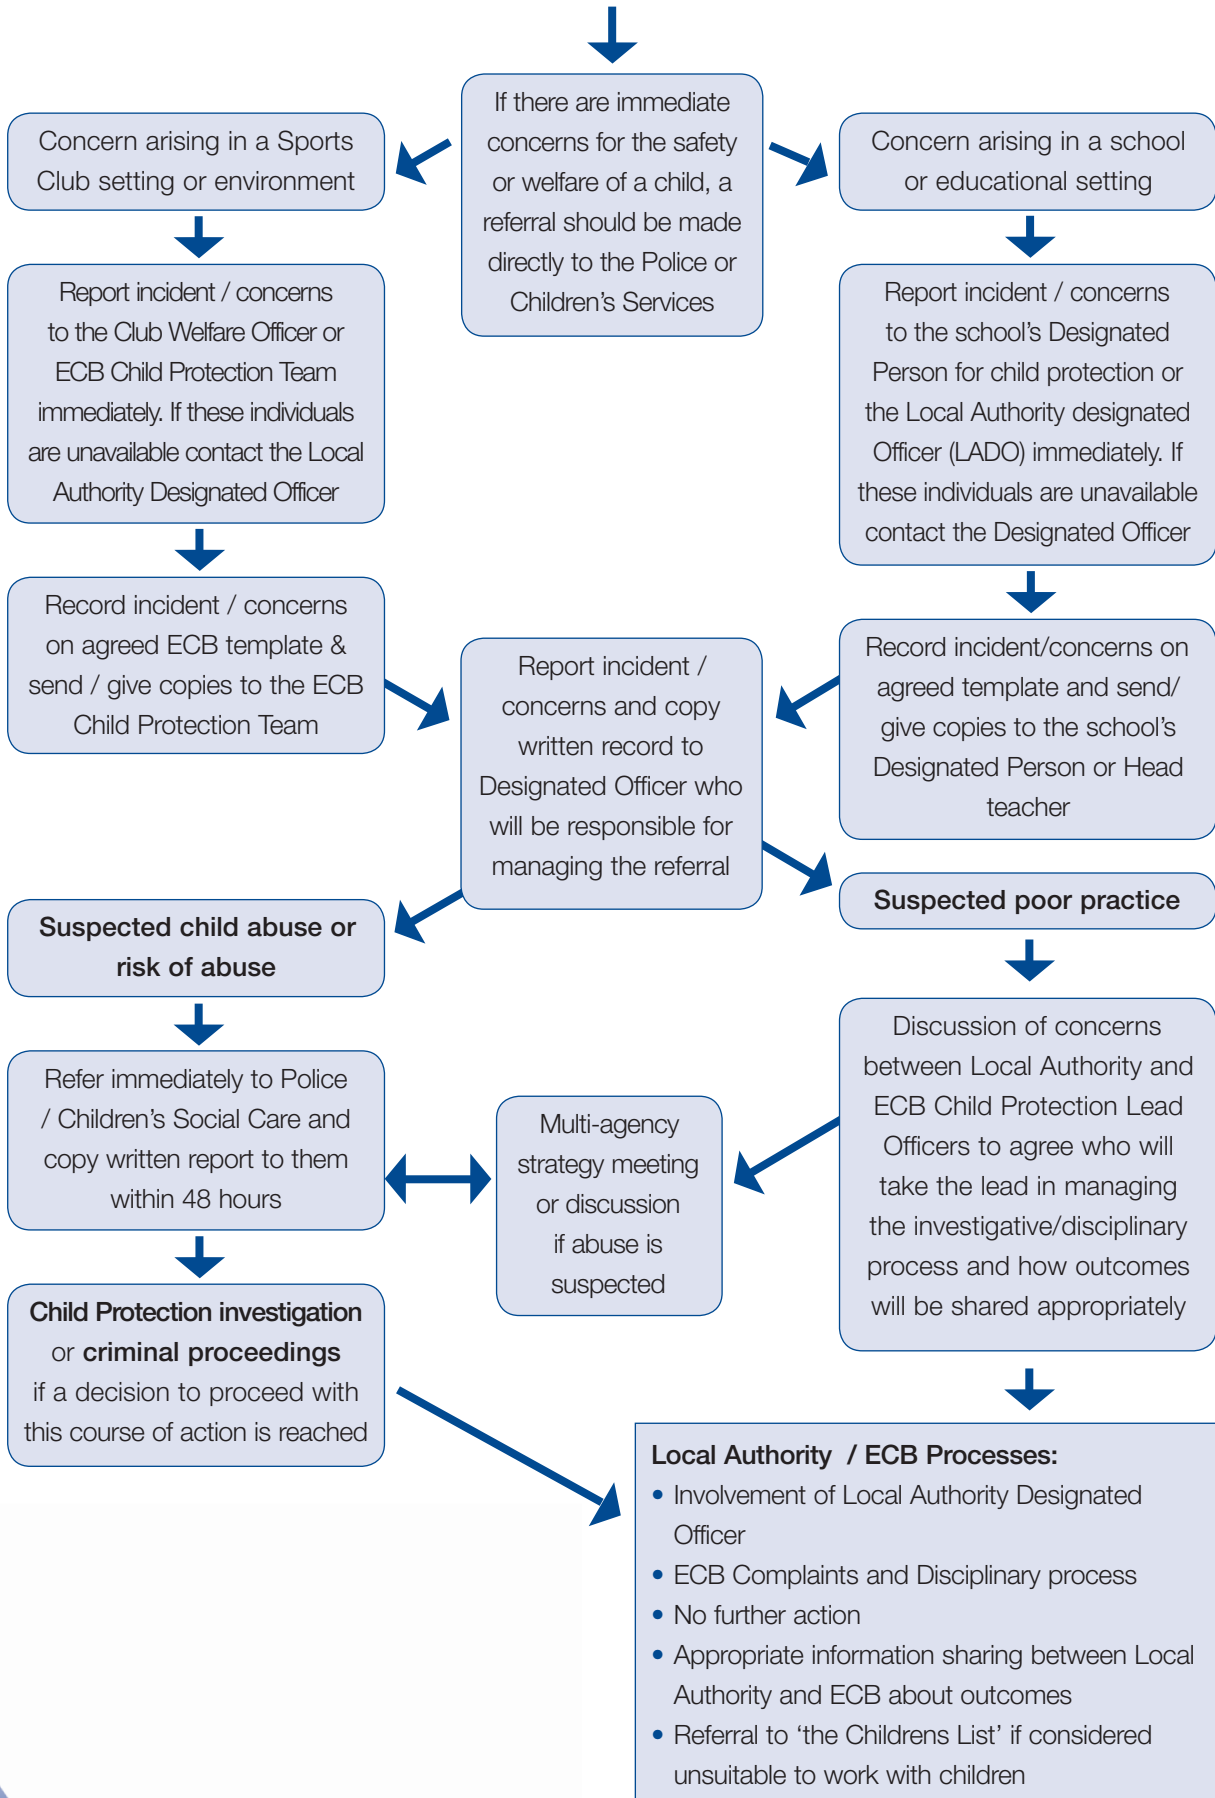 If there are immediate
concerns for the safety
or welfare of a child, a
referral should be made
directly to the Police or
Children’s Services
Concern arising in a Sports
Club setting or environment
Concern arising in a school
or educational setting
Report incident / concerns
to the Club Welfare Officer or
ECB Child Protection Team
immediately. If these individuals
are unavailable contact the Local
Authority Designated Officer
Report incident / concerns
to the school’s Designated
Person for child protection or
the Local Authority designated
Officer (LADO) immediately. If
these individuals are unavailable
contact the Designated Officer
Record incident / concerns
on agreed ECB template &
send / give copies to the ECB
Child Protection Team
Record incident/concerns on
agreed template and send/
give copies to the school’s
Designated Person or Head
teacher
Report incident /
concerns and copy
written record to
Designated Officer who
will be responsible for
managing the referral
Suspected child abuse or
risk of abuse
Suspected poor practice
Refer immediately to Police
/ Children’s Social Care and
copy written report to them
within 48 hours
Multi-agency
strategy meeting
or discussion
if abuse is
suspected
Discussion of concerns
between Local Authority and
ECB Child Protection Lead
Officers to agree who will
take the lead in managing
the investigative/disciplinary
process and how outcomes
will be shared appropriately
Child Protection investigation
or criminal proceedings
if a decision to proceed with
this course of action is reached
Local Authority / ECB Processes:
• Involvement of Local Authority Designated
Officer
• ECB Complaints and Disciplinary process
• No further action
• Appropriate information sharing between Local
Authority and ECB about outcomes
• Referral to ‘the Childrens List’ if considered
unsuitable to work with children